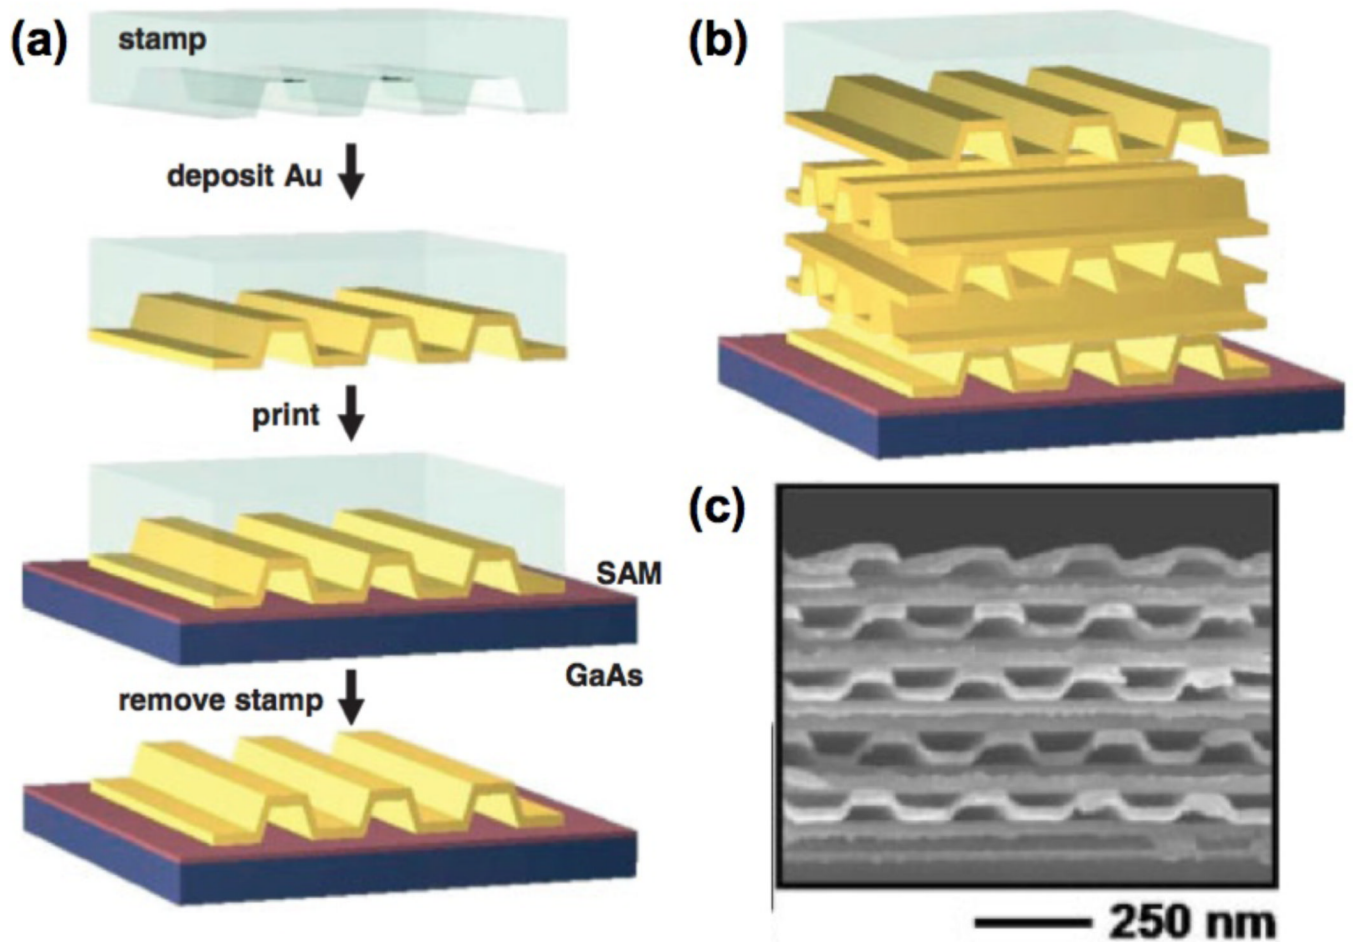 (a)
stamp
deposit Au
print
SAM
GaAs
remove stamp
(b)
(c)
250 nm